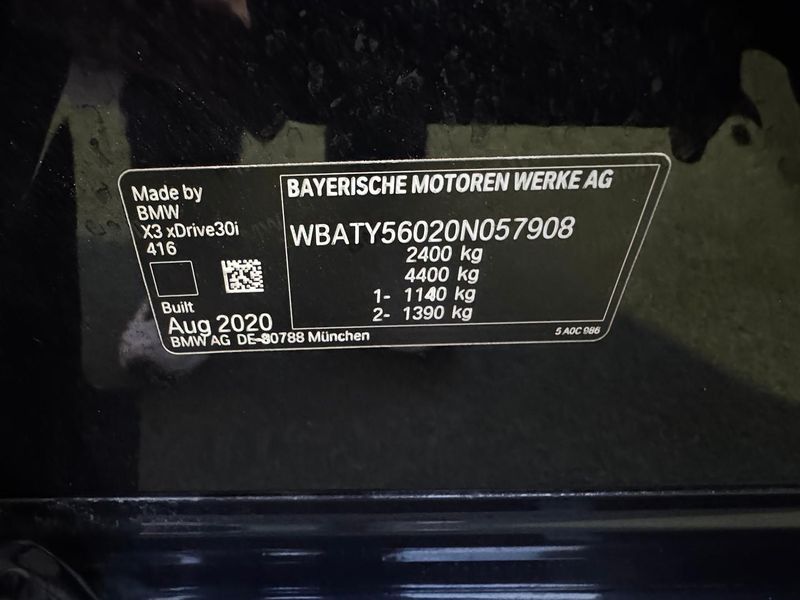 Made by
BMW
X3 xDrive30i
416
Built
Aug 2020
BMW AG DE-80788 München
BAYERISCHE MOTOREN WERKE AG
WBATY56020N057908
2400 kg
4400 kg
1- 1140 kg
2- 1390 kg
5 A0C 986